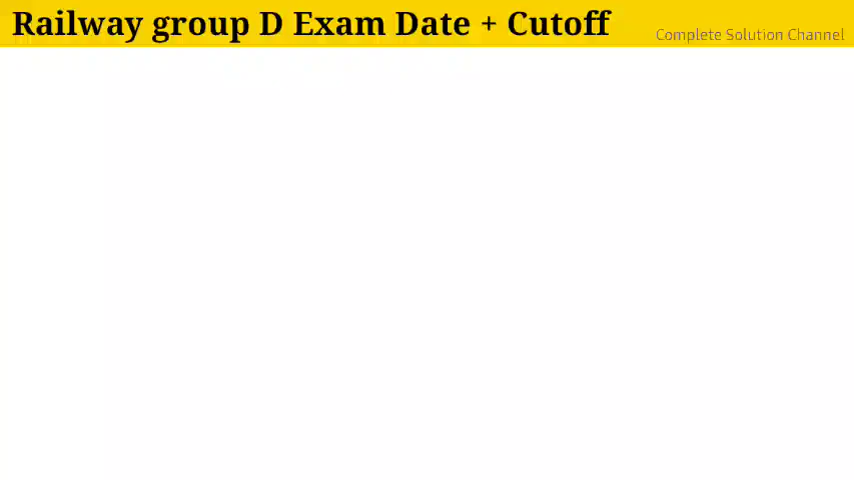 Railway group D Exam Date + Cutoff
Complete Solution Channel